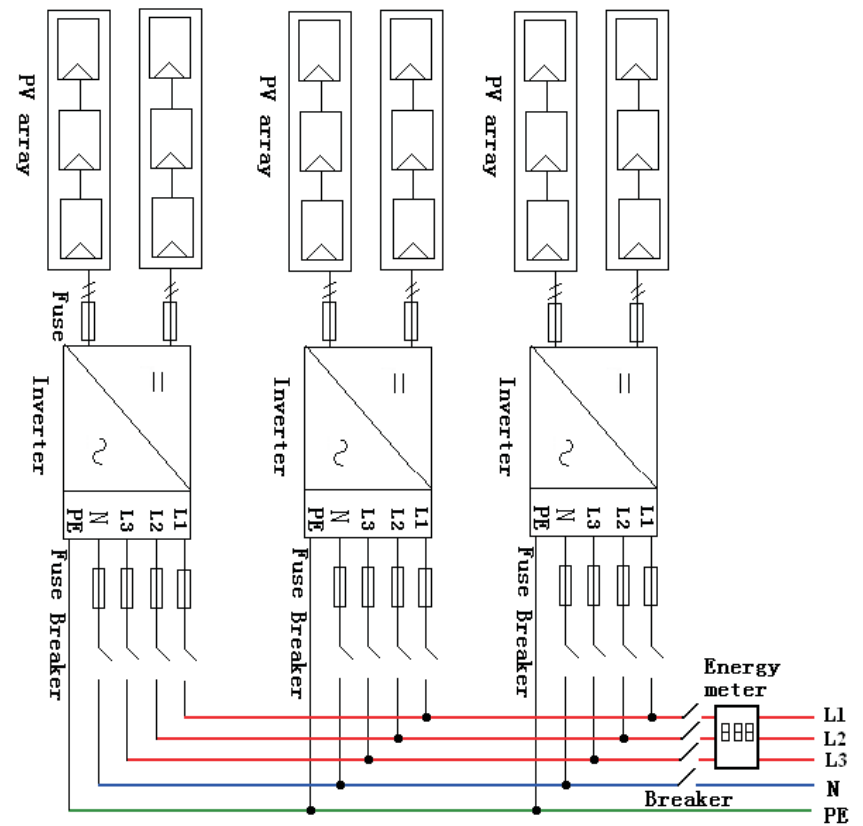 PV array
PV array
PV array
Fuse
Inverter
Inverter
Inverter
PE N L3 L2 L1
PE N L3 L2 L1
PE N L3 L2 L1
Fuse Breaker
Fuse Breaker
Fuse Breaker
Energy
meter
L1
L2
L3
N
Breaker
PE